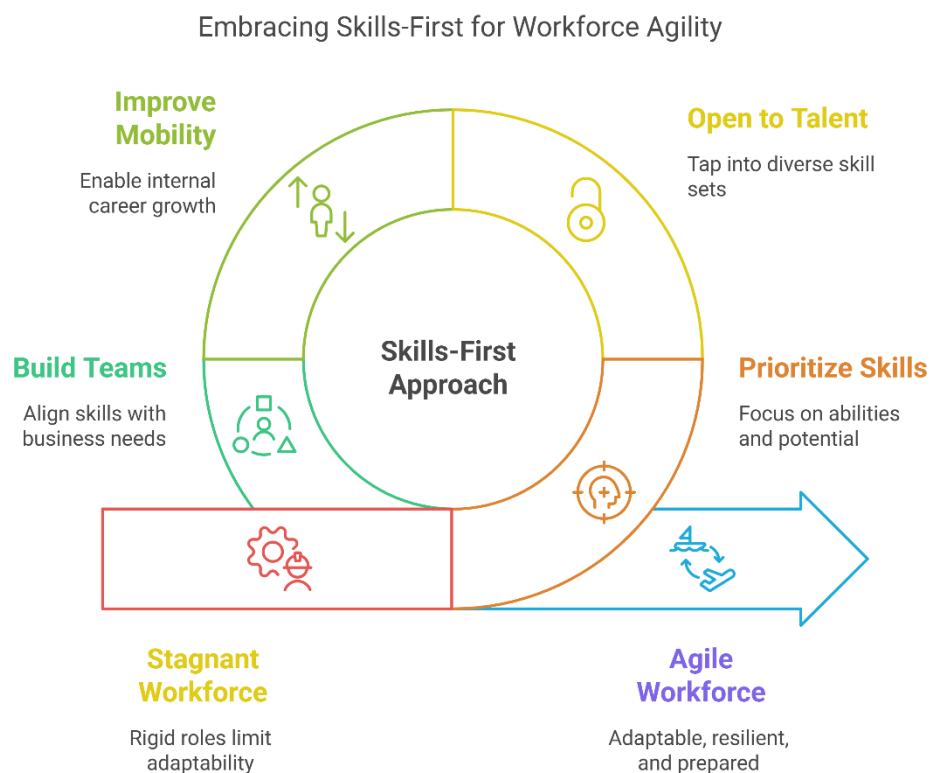 Embracing Skills-First for Workforce Agility
Improve
Mobility
Enable internal
career growth
Open to Talent
Tap into diverse skill
sets
Skills-First
Approach
Build Teams
Align skills with
business needs
Prioritize Skills
Focus on abilities
and potential
Stagnant
Workforce
Rigid roles limit
adaptability
Agile
Workforce
Adaptable, resilient,
and prepared